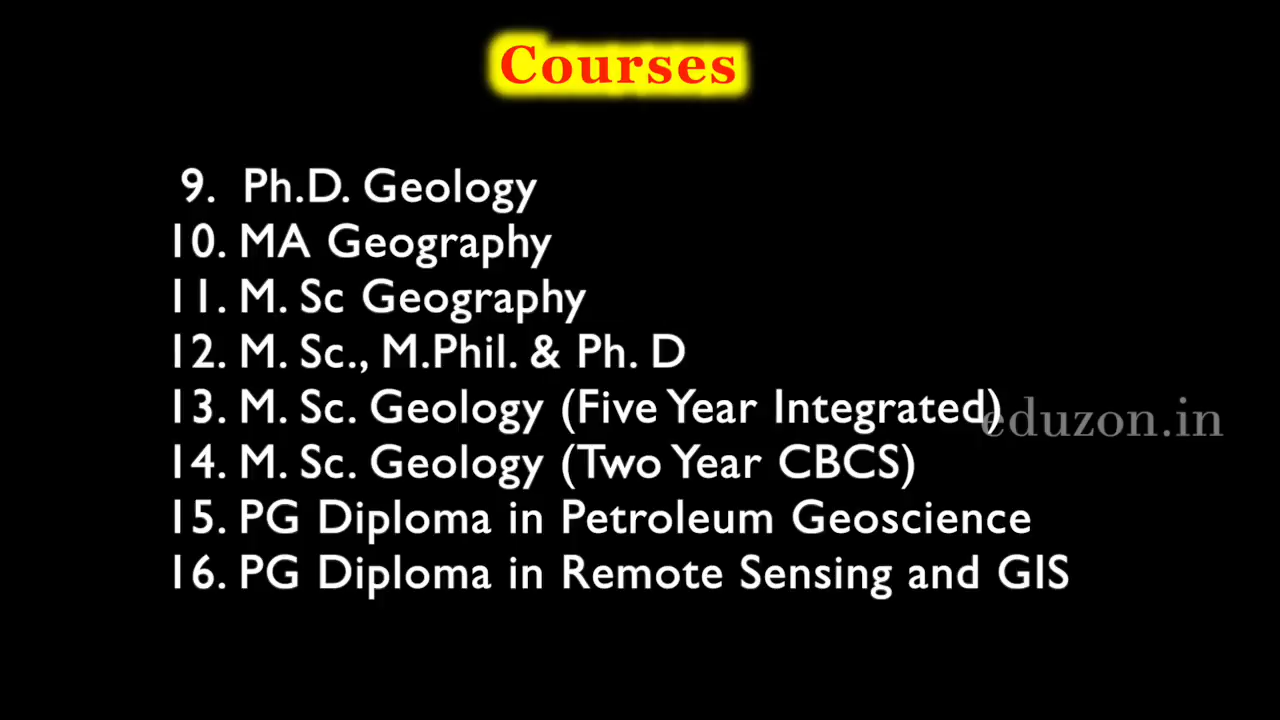 Courses
9. Ph.D. Geology
10. MA Geography
11. M. Sc Geography
12. M. Sc., M.Phil. & Ph. D
13. M. Sc. Geology (Five Year Integrated)
eduzon.in
14. M. Sc. Geology (Two Year CBCS)
15. PG Diploma in Petroleum Geoscience
16. PG Diploma in Remote Sensing and GIS